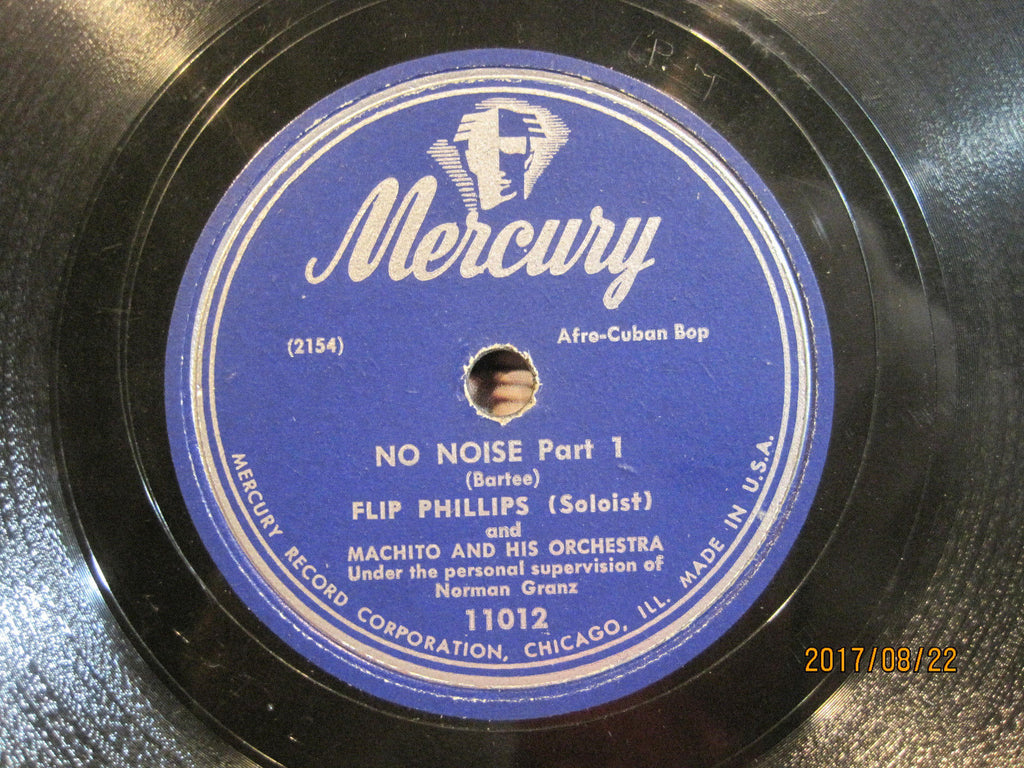 Mercury
(2154)
Afro-Cuban Bop
NO NOISE Part 1
(Bartee)
FLIP PHILLIPS (Soloist)
and
MACHITO AND HIS ORCHESTRA
Under the personal supervision of
Norman Granz
11012
MERCURY RECORD CORPORATION, CHICAGO, ILL. MADE IN U.S.A.
2017/08/22